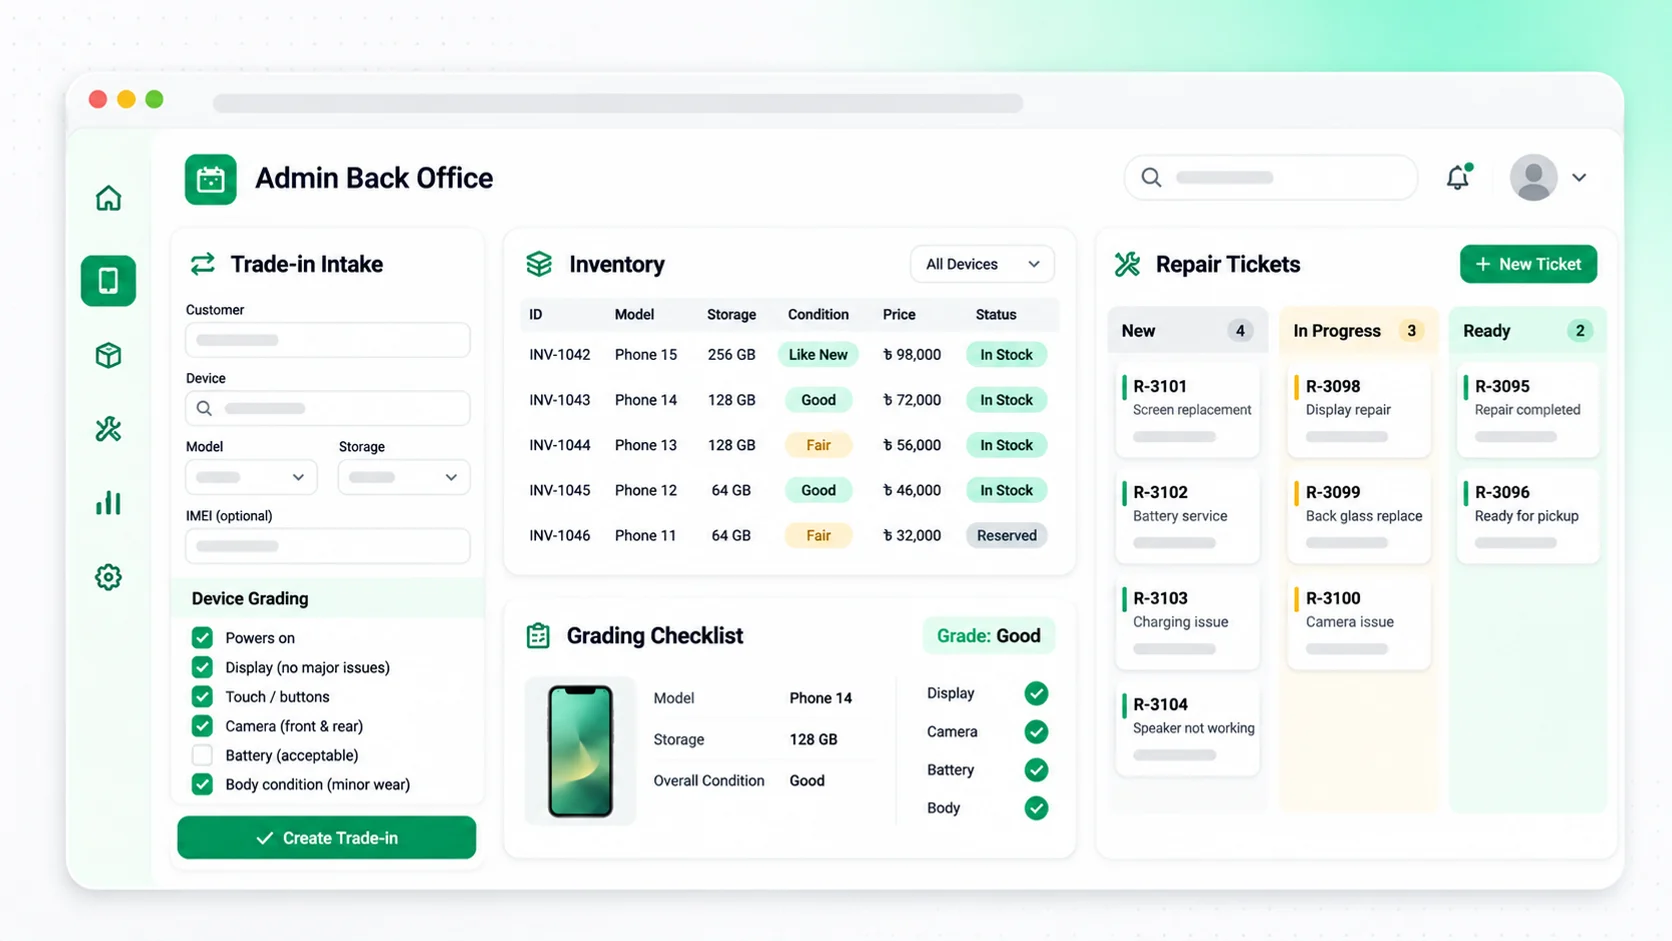 Admin Back Office
Trade-in Intake
Customer
Device
Model Storage
IMEI (optional)
Device Grading
Powers on
Display (no major issues)
Touch / buttons
Camera (front & rear)
Battery (acceptable)
Body condition (minor wear)
Create Trade-in
Inventory
All Devices
ID Model Storage Condition Price Status
INV-1042 Phone 15 256 GB Like New ৳ 98,000 In Stock
INV-1043 Phone 14 128 GB Good ৳ 72,000 In Stock
INV-1044 Phone 13 128 GB Fair ৳ 56,000 In Stock
INV-1045 Phone 12 64 GB Good ৳ 46,000 In Stock
INV-1046 Phone 11 64 GB Fair ৳ 32,000 Reserved
Grading Checklist
Grade: Good
Model Phone 14
Storage 128 GB
Overall Condition Good
Display
Camera
Battery
Body
Repair Tickets
+ New Ticket
New 4
R-3101
Screen replacement
R-3102
Battery service
R-3103
Charging issue
R-3104
Speaker not working
In Progress 3
R-3098
Display repair
R-3099
Back glass replace
R-3100
Camera issue
Ready 2
R-3095
Repair completed
R-3096
Ready for pickup